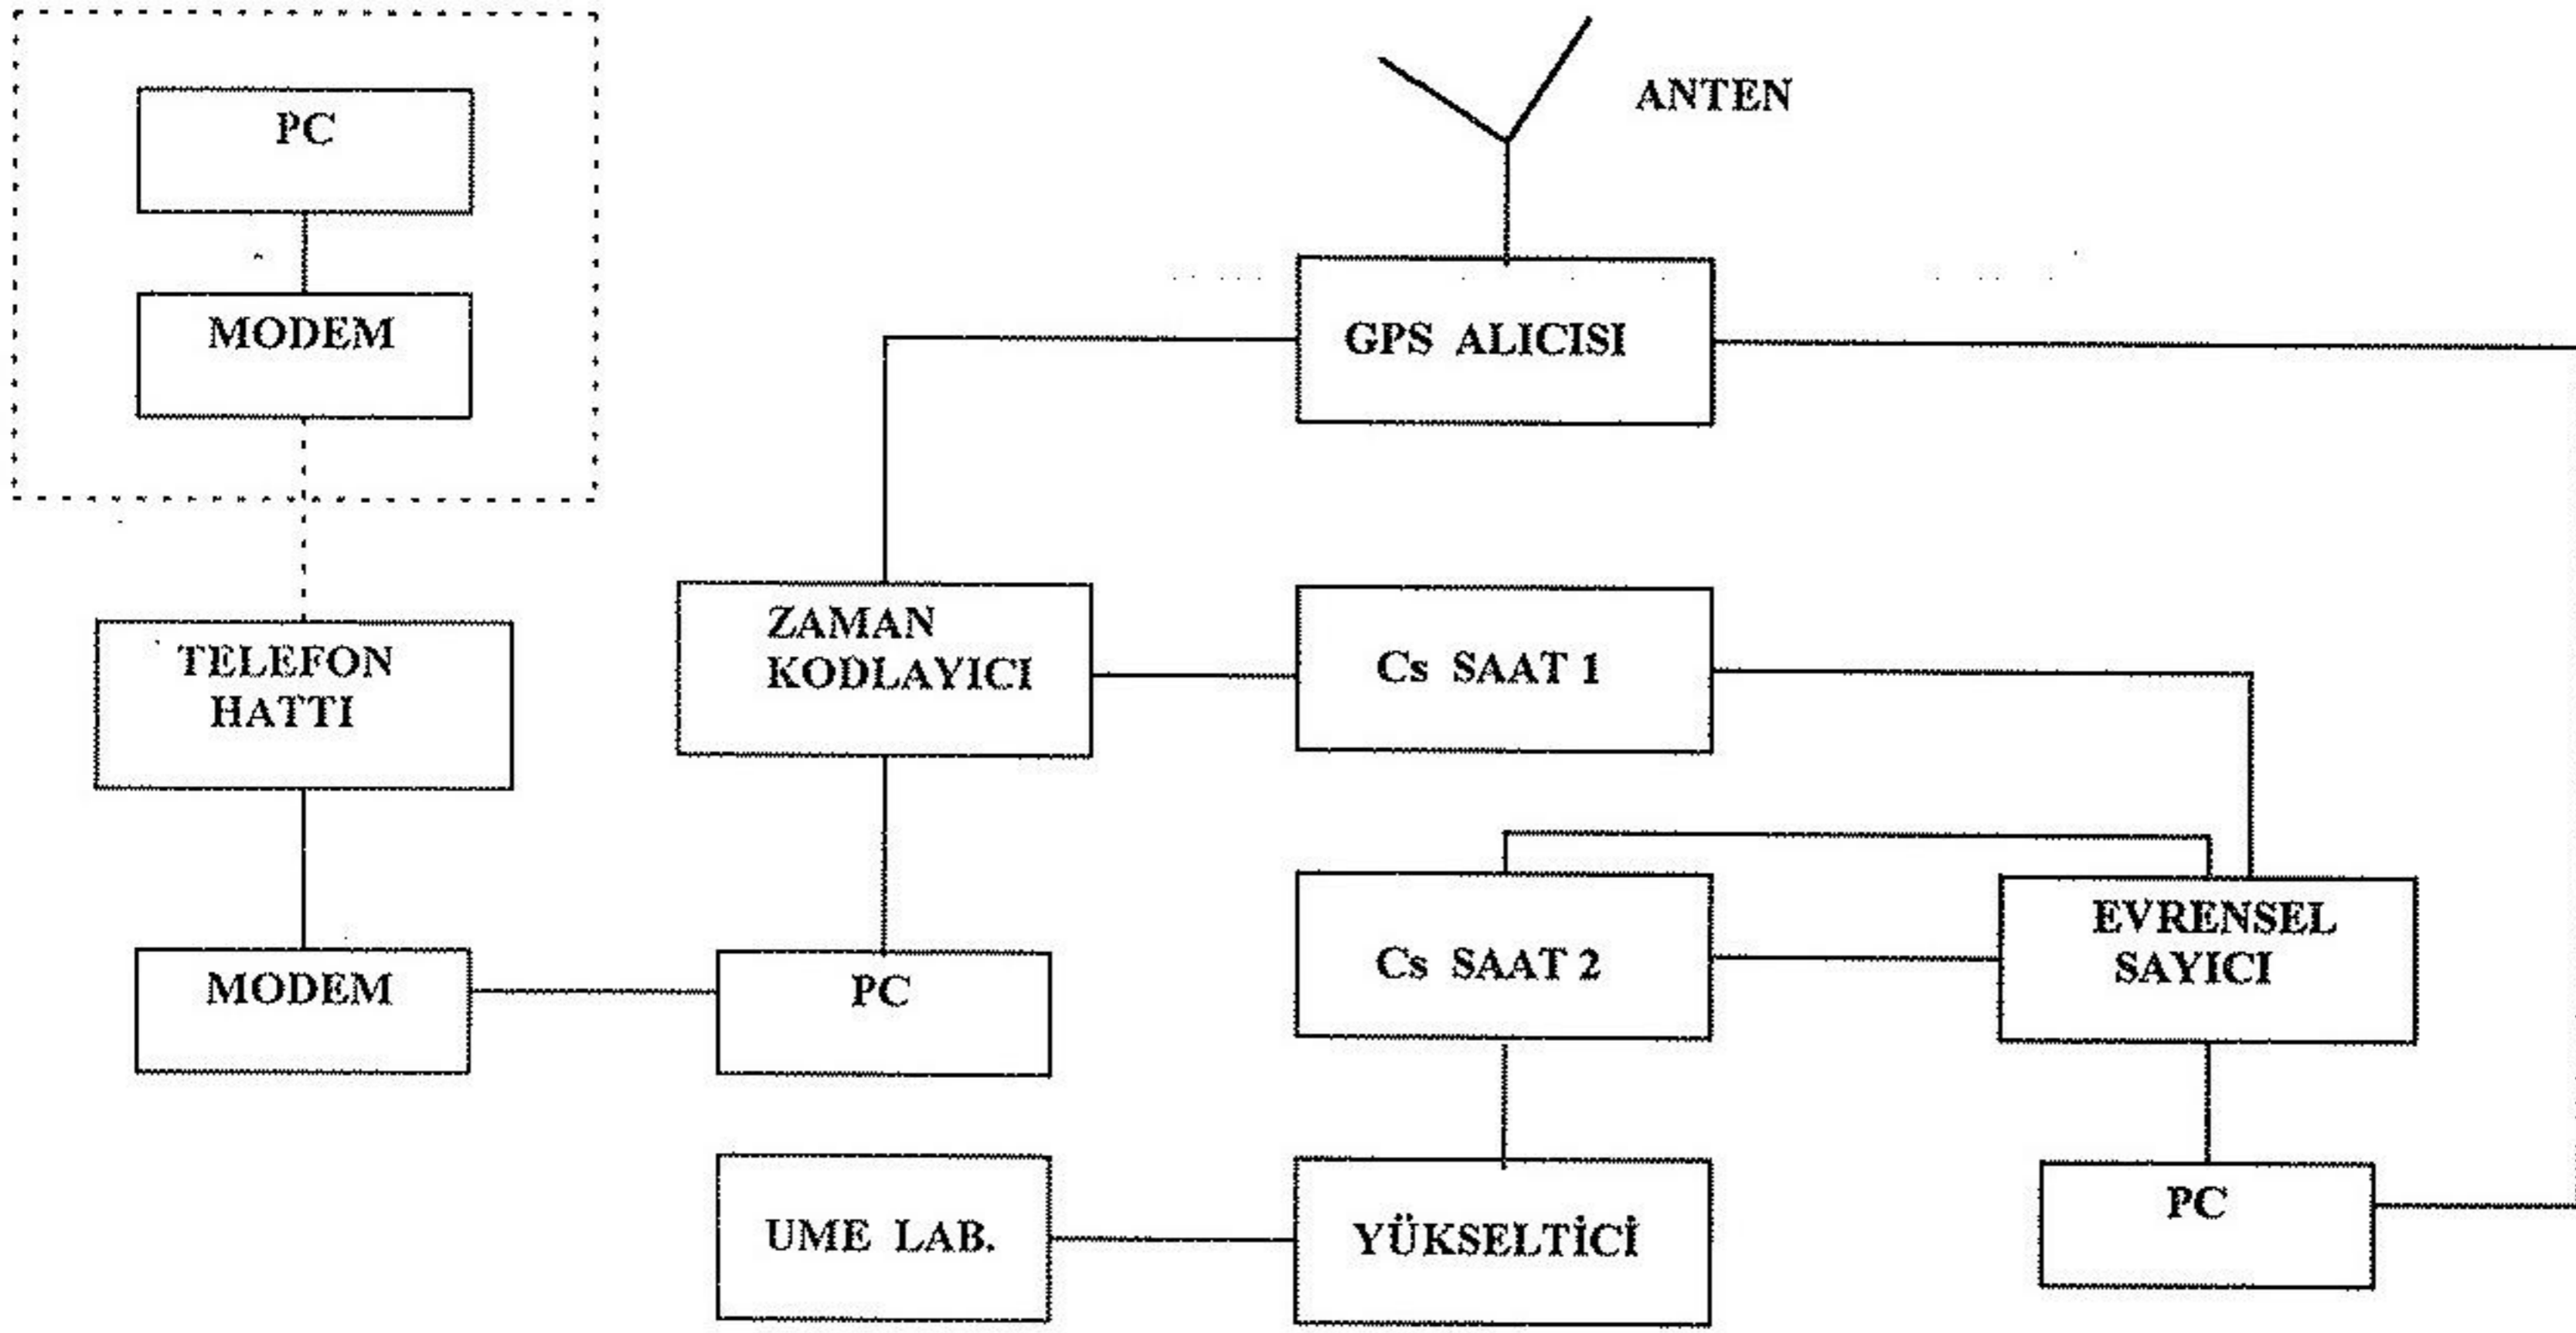 PC
ANTEN
MODEM
GPS ALICISI
ZAMAN
KODLAYICI
TELEFON
HATTI
Cs SAAT 1
EVRENSEL
SAYICI
Cs SAAT 2
MODEM
PC
UME LAB.
YÜKSELTİCİ
PC